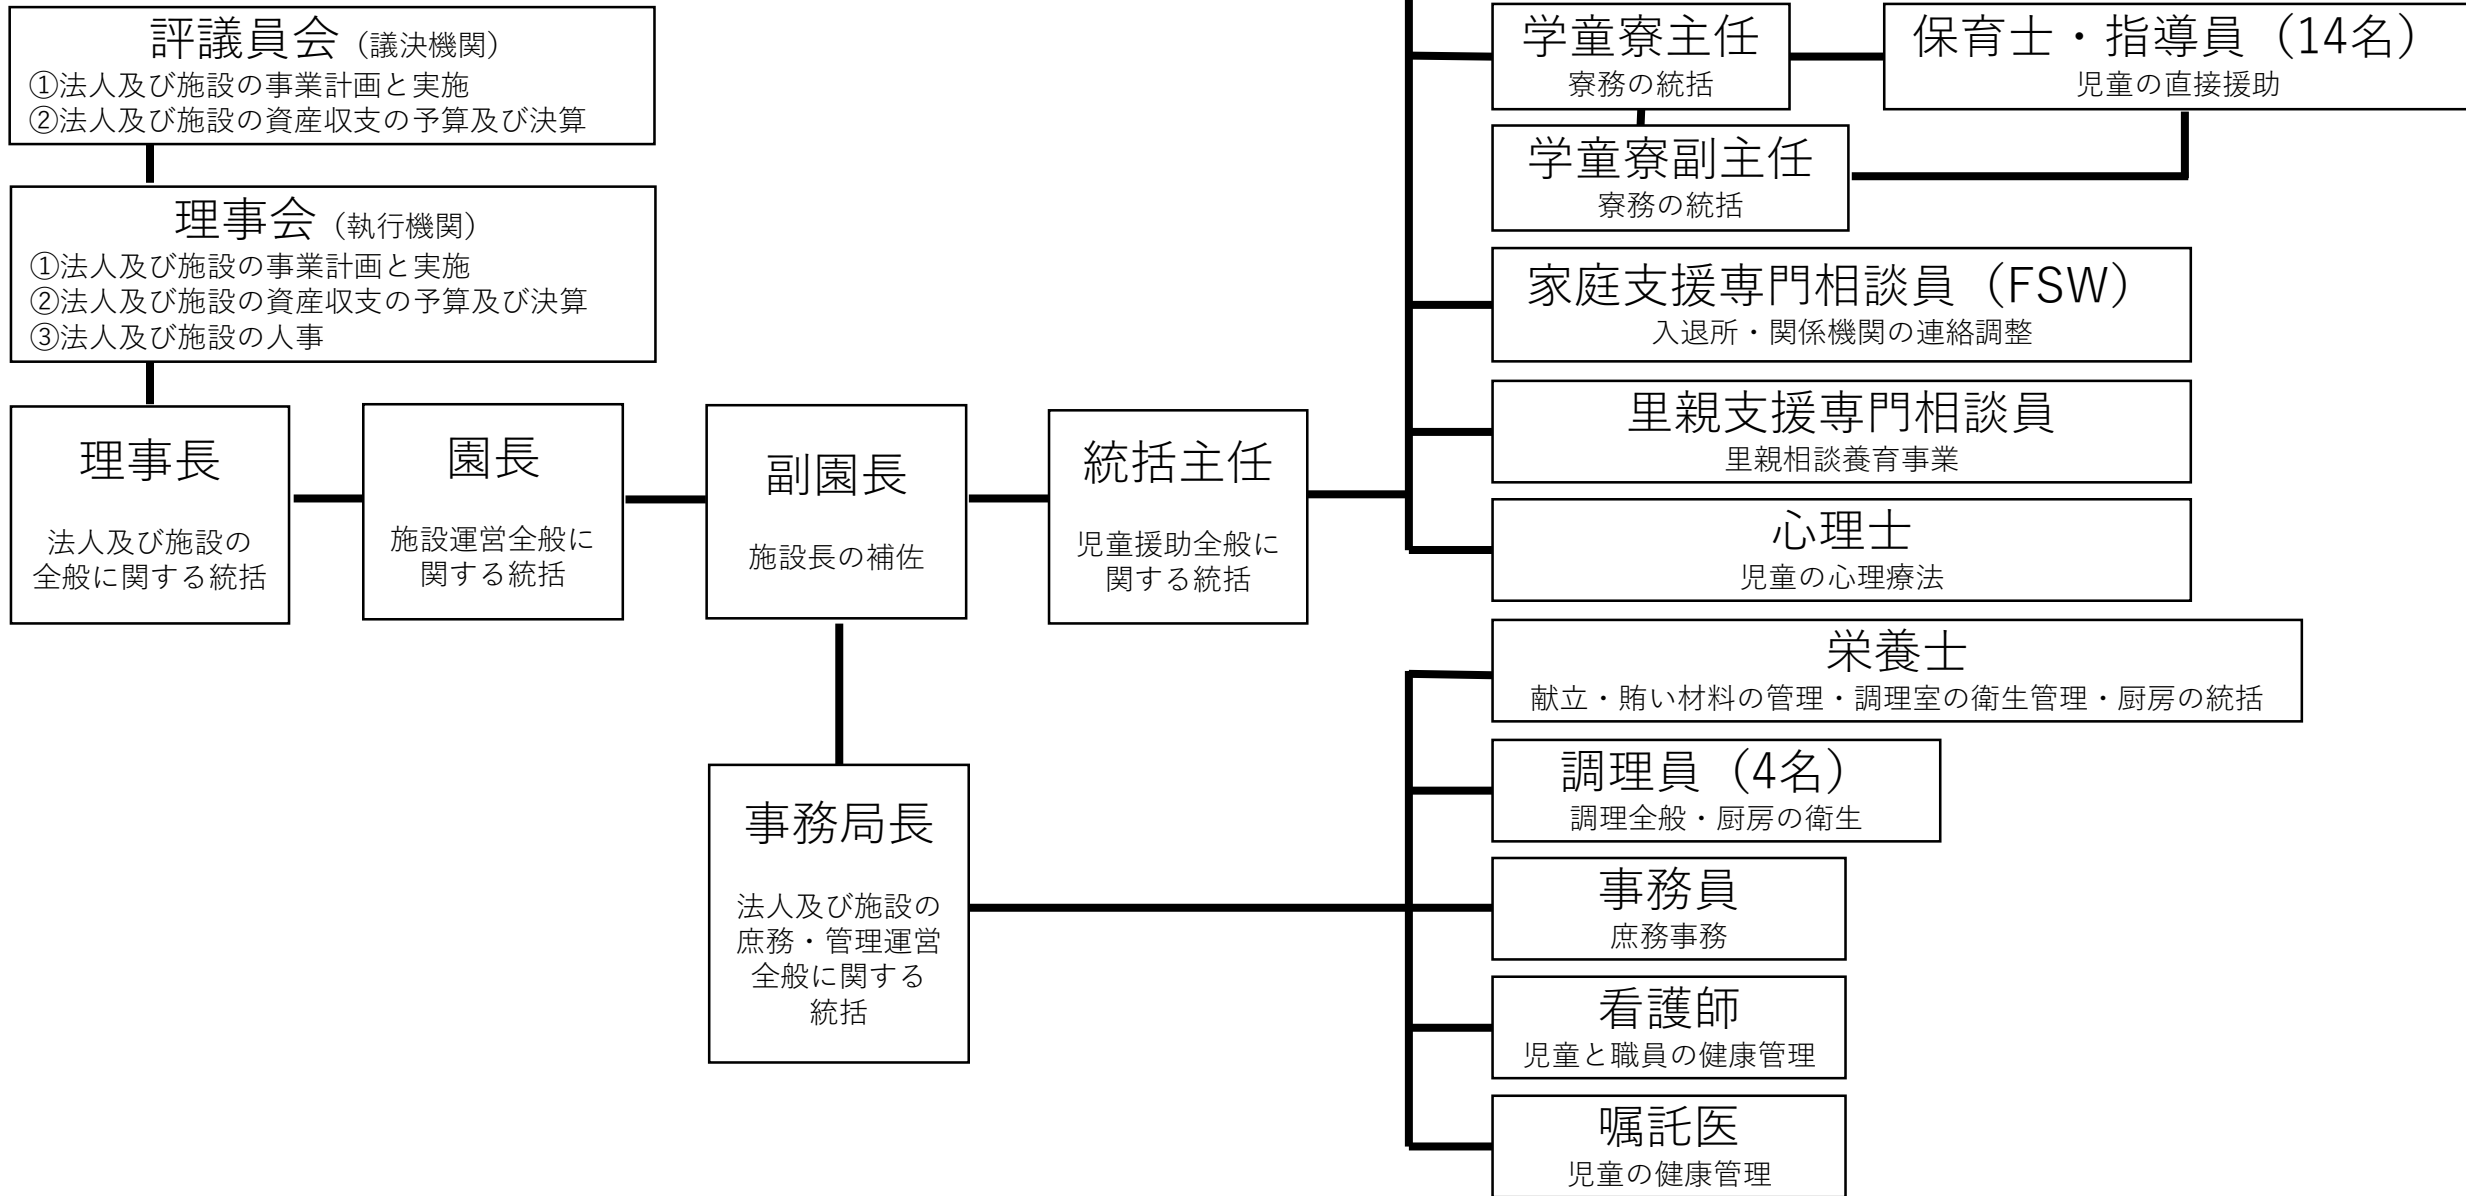 評議員会（議決機関）
①法人及び施設の事業計画と実施
②法人及び施設の資産収支の予算及び決算
理事会（執行機関）
①法人及び施設の事業計画と実施
②法人及び施設の資産収支の予算及び決算
③法人及び施設の人事
理事長
法人及び施設の
全般に関する統括
園長
施設運営全般に
関する統括
副園長
施設長の補佐
統括主任
児童援助全般に
関する統括
事務局長
法人及び施設の
庶務・管理運営
全般に関する
統括
学童寮主任
寮務の統括
保育士・指導員（14名）
児童の直接援助
学童寮副主任
寮務の統括
家庭支援専門相談員（FSW）
入退所・関係機関の連絡調整
里親支援専門相談員
里親相談養育事業
心理士
児童の心理療法
栄養士
献立・賄い材料の管理・調理室の衛生管理・厨房の統括
調理員（4名）
調理全般・厨房の衛生
事務員
庶務事務
看護師
児童と職員の健康管理
嘱託医
児童の健康管理